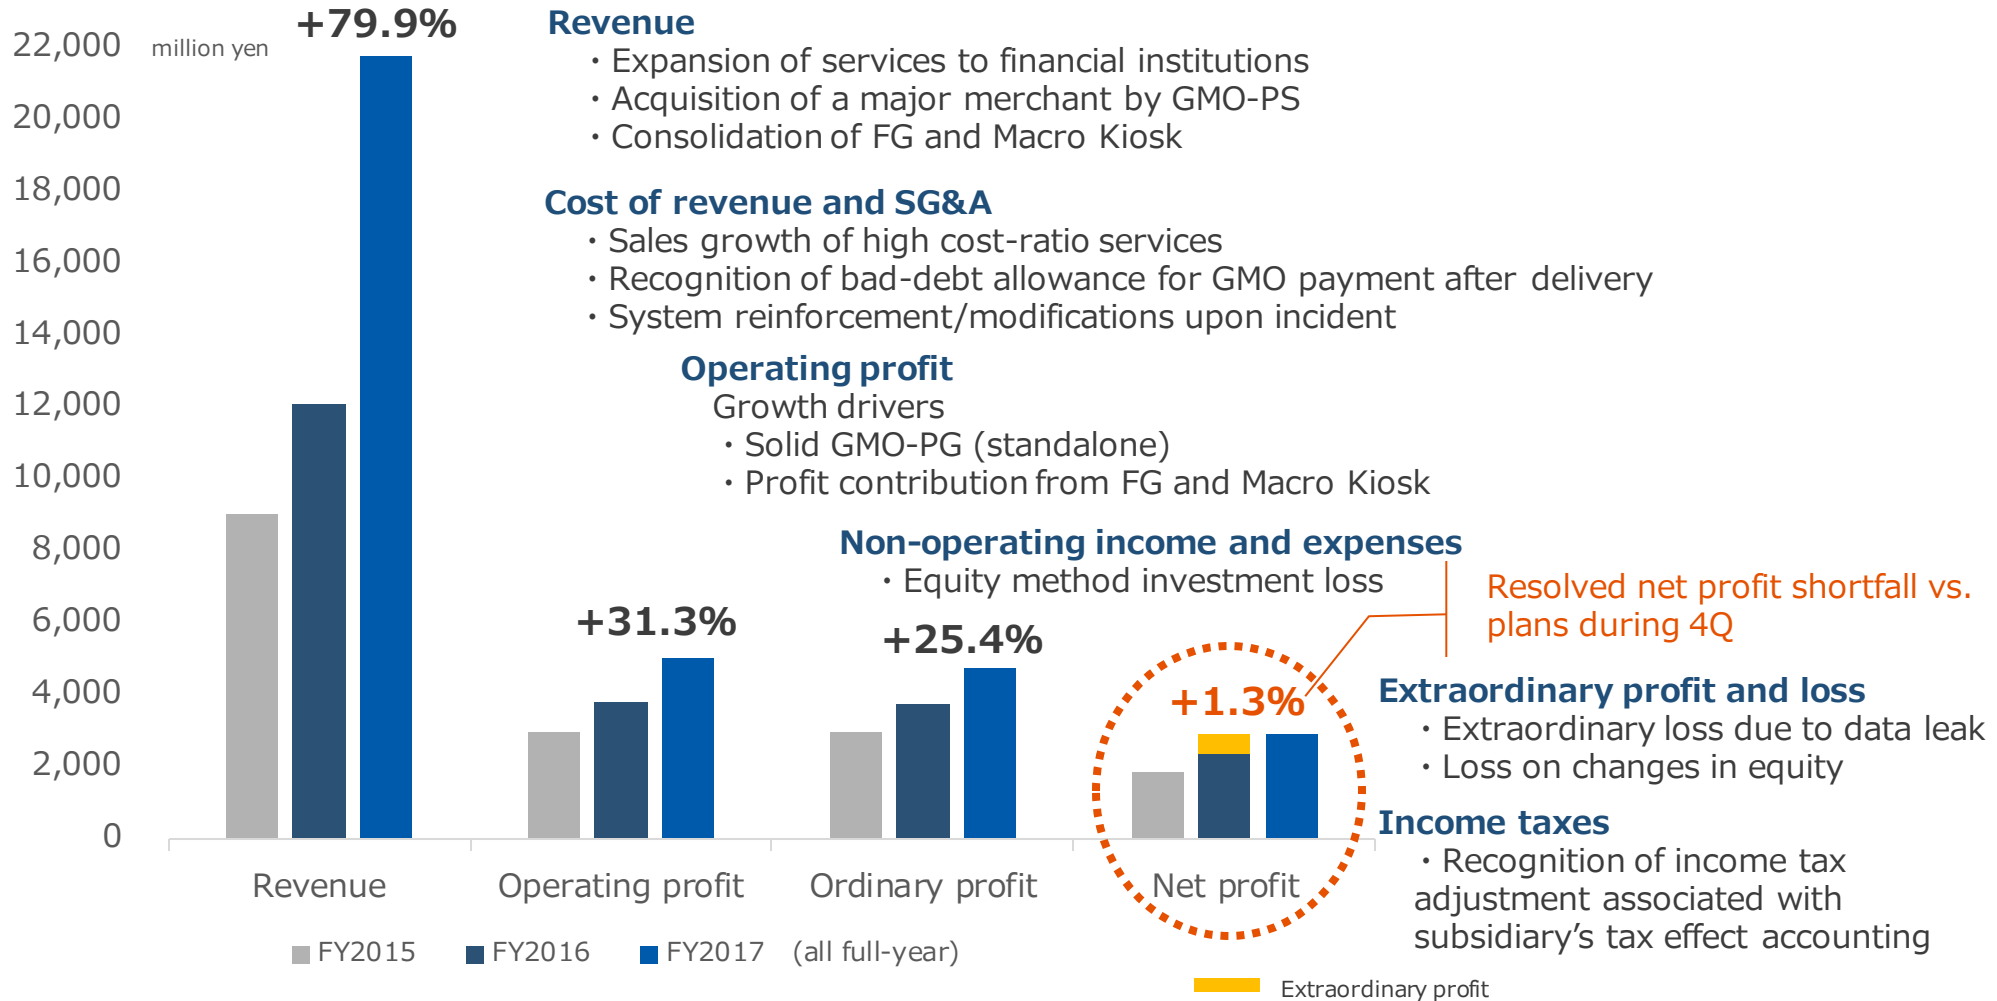 22,000
20,000
18,000
16,000
14,000
12,000
10,000
8,000
6,000
4,000
2,000
0
million yen
+79.9%
Revenue
・Expansion of services to financial institutions
・Acquisition of a major merchant by GMO-PS
・Consolidation of FG and Macro Kiosk
Cost of revenue and SG&A
・Sales growth of high cost-ratio services
・Recognition of bad-debt allowance for GMO payment after delivery
・System reinforcement/modifications upon incident
Operating profit
Growth drivers
・Solid GMO-PG (standalone)
・Profit contribution from FG and Macro Kiosk
Non-operating income and expenses
・Equity method investment loss
Resolved net profit shortfall vs.
plans during 4Q
+31.3%
+25.4%
+1.3%
Extraordinary profit and loss
・Extraordinary loss due to data leak
・Loss on changes in equity
Income taxes
・Recognition of income tax
adjustment associated with
subsidiary’s tax effect accounting
Revenue
Operating profit
Ordinary profit
Net profit
FY2015
FY2016
FY2017
(all full-year)
Extraordinary profit